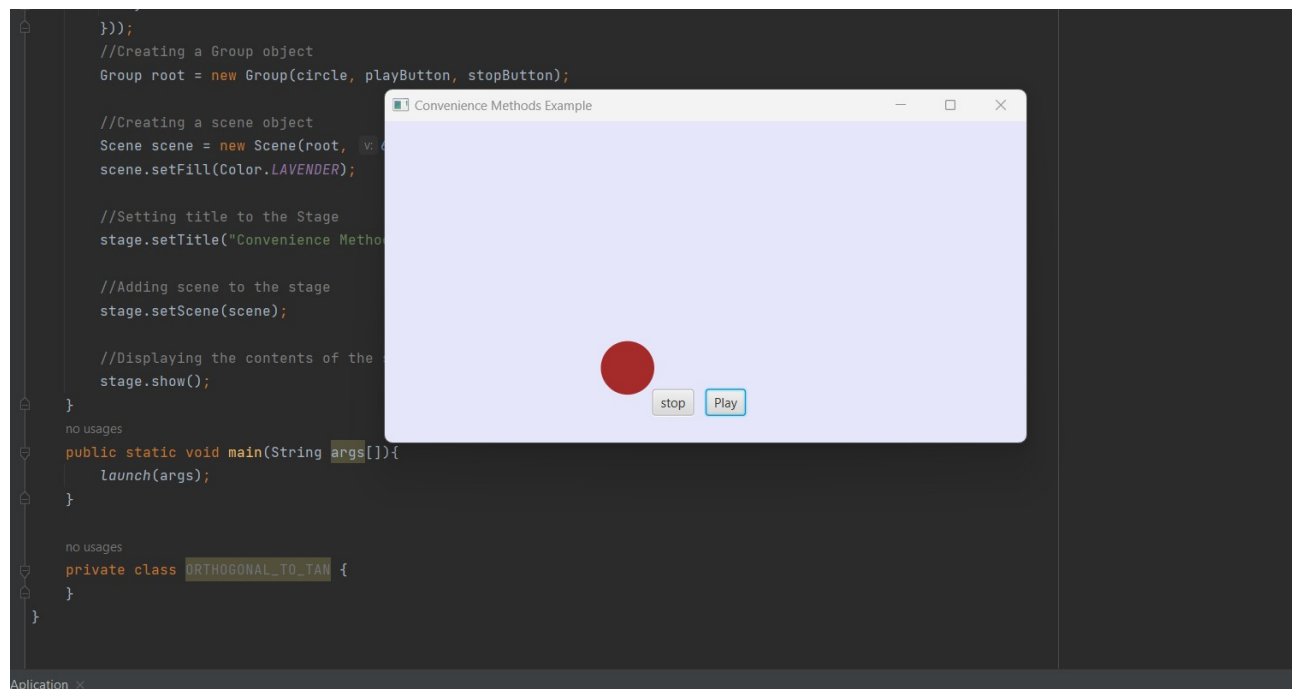 }));
//Creating a Group object
Group root = new Group(circle, playButton, stopButton);
//Creating a scene object
Scene scene = new Scene(root, v:
scene.setFill(Color.LAVENDER);
//Setting title to the Stage
stage.setTitle("Convenience Metho
//Adding scene to the stage
stage.setScene(scene);
//Displaying the contents of the
stage.show();
}
no usages
public static void main(String args[]){
launch(args);
}
no usages
private class ORTHOGONAL_TO_TAN {
}
}
Convenience Methods Example
stop Play
Aplication ×